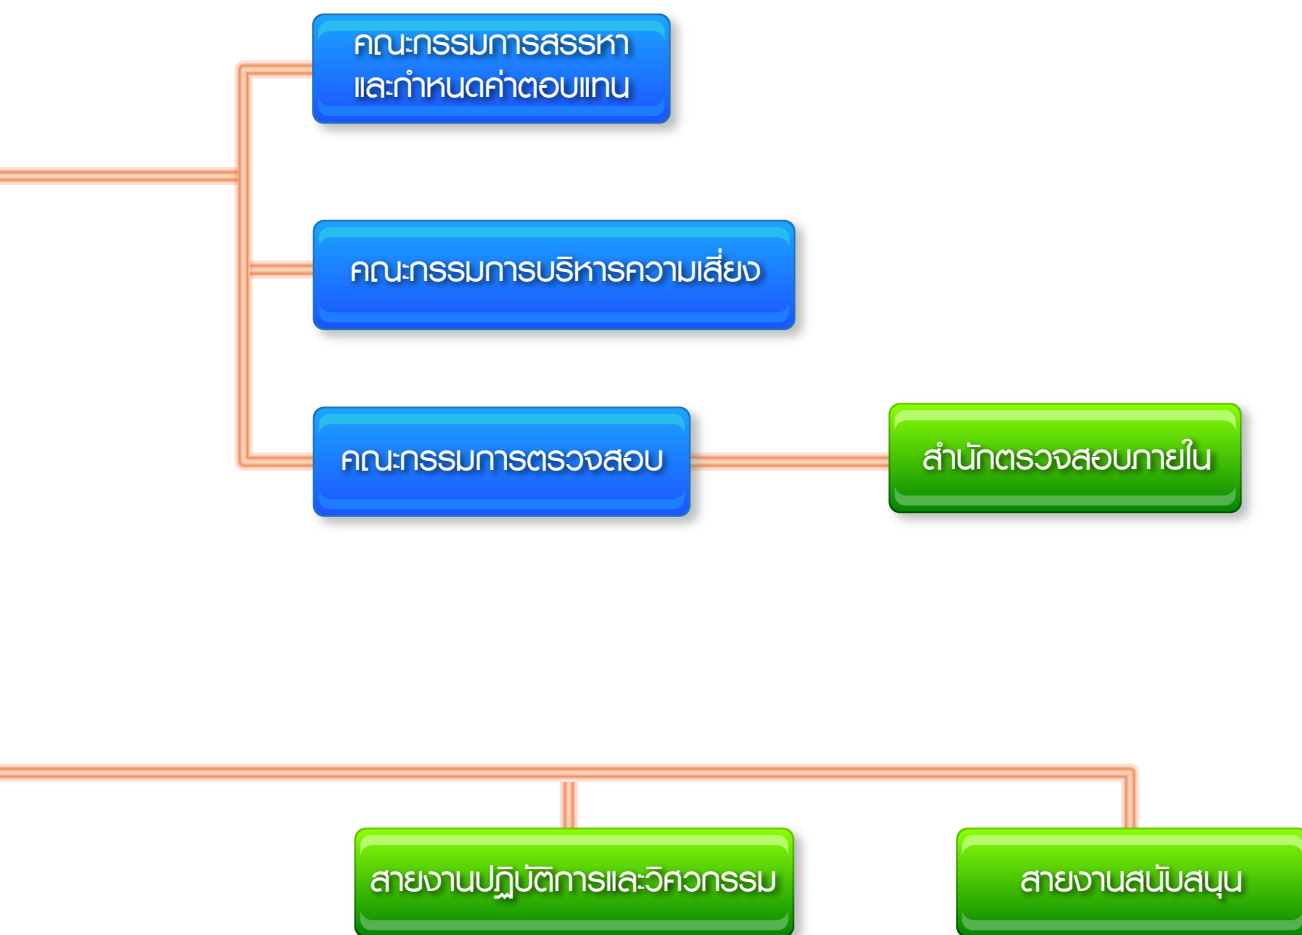 คณะกรรมการสรรหา
และกำหนดค่าตอบแทน
คณะกรรมการบริหารความเสี่ยง
คณะกรรมการตรวจสอบ
สำนักตรวจสอบภายใน
สายงานปฏิบัติการและวิศวกรรม
สายงานสนับสนุน